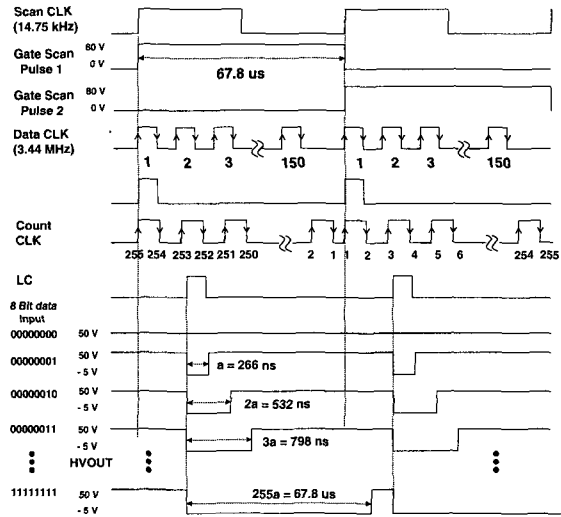 Scan CLK
(14.75 kHz)
Gate Scan 80 V
Pulse 1 0 V
67.8 us
Gate Scan 80 V
Pulse 2 0 V
Data CLK
(3.44 MHz)
1 2 3 150 1 2 3 150
Count
CLK
255 254 253 252 251 250 2 1 1 2 3 4 5 6 254 255
LC
8 Bit data
Input
00000000 50 V
00000001 50 V
- 5 V
a = 266 ns
00000010 50 V
- 5 V
2a = 532 ns
00000011 50 V
- 5 V
3a = 798 ns
HVOUT
11111111 50 V
- 5 V
255a = 67.8 us